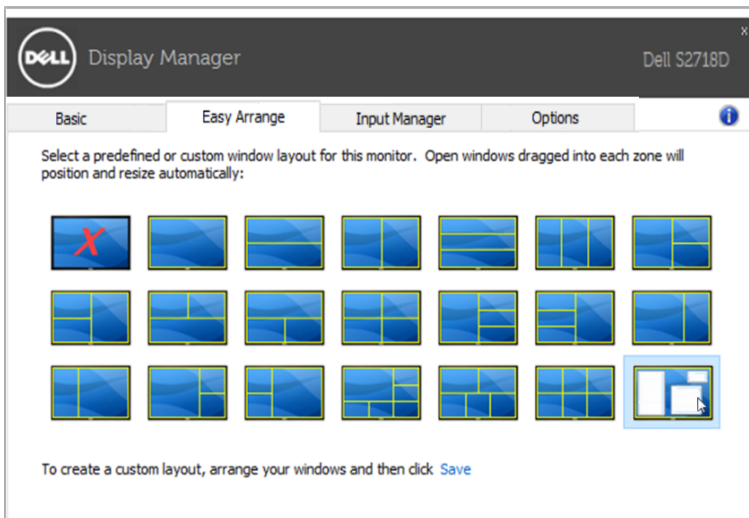 DELL Display Manager
x
Dell S2718D
Basic Easy Arrange Input Manager Options i
Select a predefined or custom window layout for this monitor. Open windows dragged into each zone will
position and resize automatically:
X
To create a custom layout, arrange your windows and then click Save